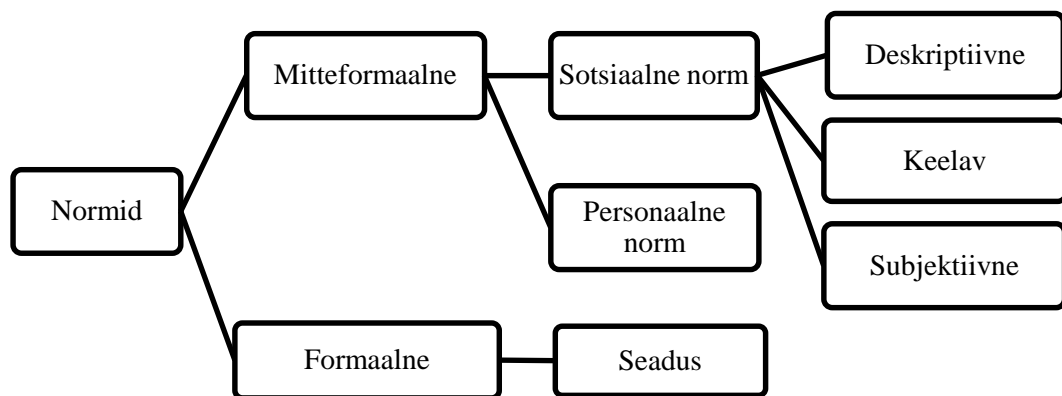 Normid
Mitteformaalne
Sotsiaalne norm
Deskriptiivne
Keelav
Subjektiivne
Personaalne
norm
Formaalne
Seadus